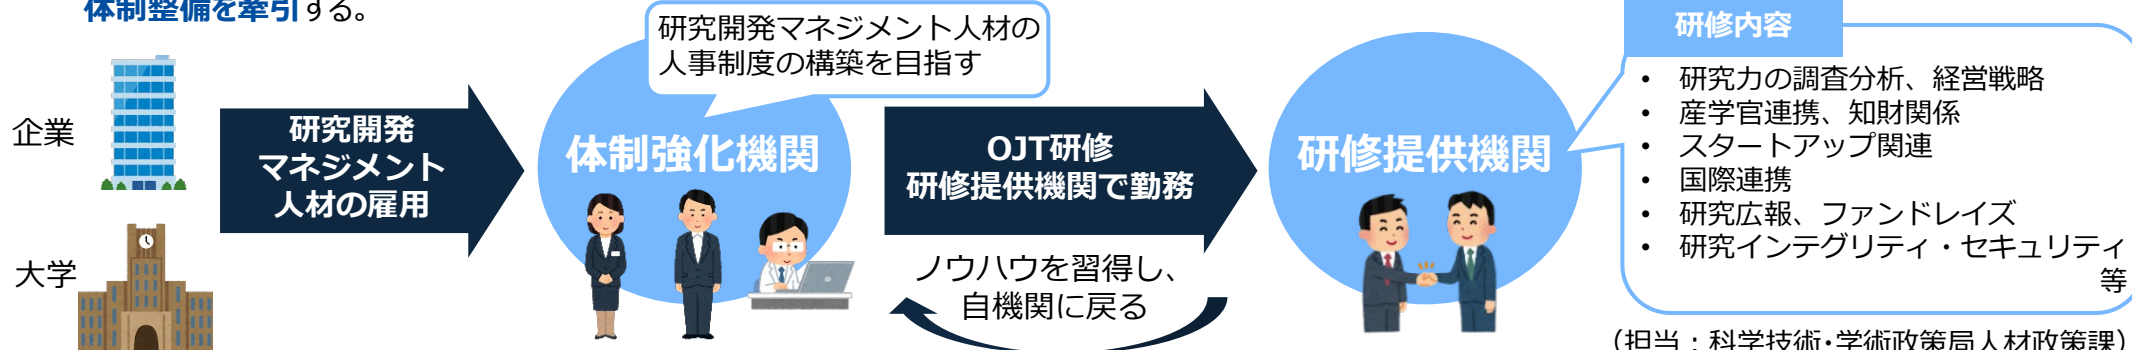 体制整備を牽引する。
企業
大学
研究開発
マネジメント
人材の雇用
研究開発マネジメント人材の
人事制度の構築を目指す
体制強化機関
OJT研修
研修提供機関で勤務
ノウハウを習得し、
自機関に戻る
研修提供機関
研修内容
• 研究力の調査分析、経営戦略
• 産学官連携、知財関係
• スタートアップ関連
• 国際連携
• 研究広報、ファンドレイズ
• 研究インテグリティ・セキュリティ
等
（担当：科学技術・学術政策局人材政策課）